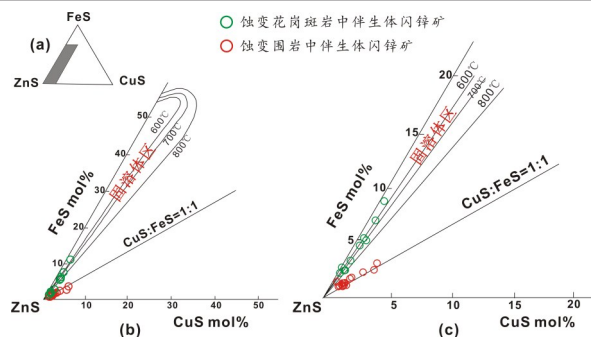 FeS
(a)
ZnS
CuS
蚀变花岗斑岩中伴生体闪锌矿
蚀变围岩中伴生体闪锌矿
50
40
30
20
10
FeS mol%
600℃
700℃
800℃
固溶体区
CuS:FeS=1:1
ZnS
10
20
30
40
50
(b)
CuS mol%
20
15
10
5
FeS mol%
600℃
700℃
800℃
固溶体区
CuS:FeS=1:1
ZnS
5
10
15
20
(c)
CuS mol%